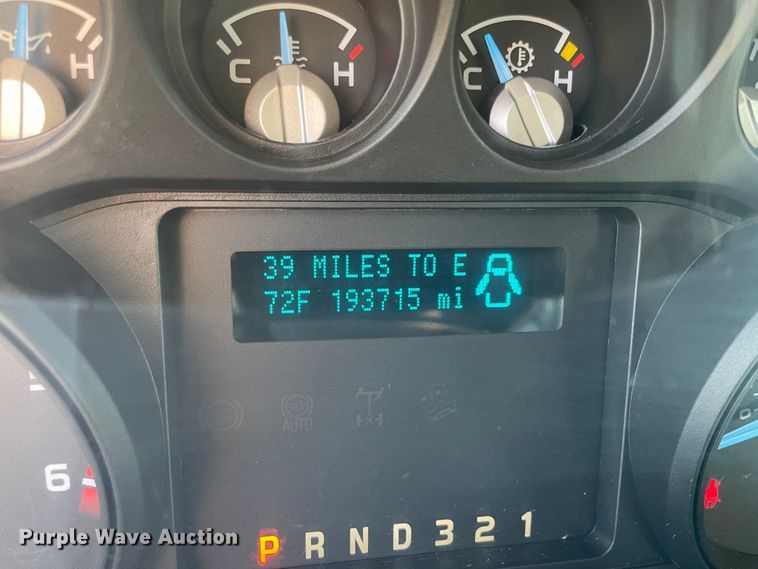 C H
C H
39 MILES TO E
72F 193715 mi
AUTO
6
P R N D 3 2 1
Purple Wave Auction